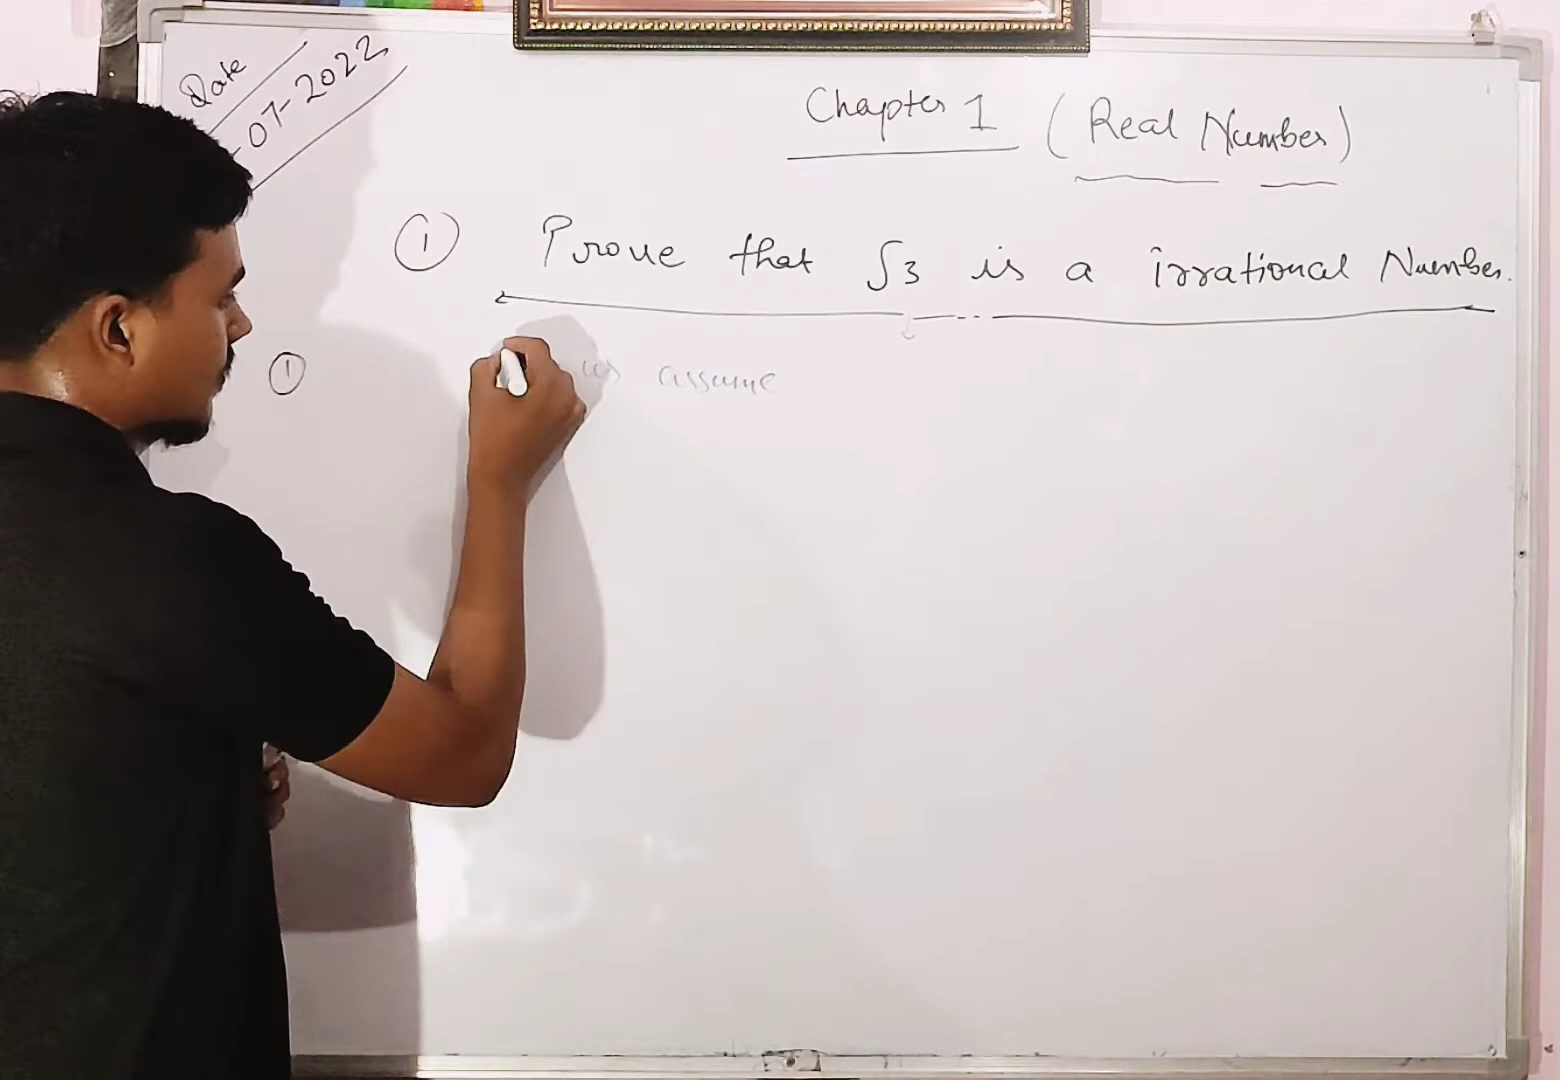 Date
-07-2022
Chapter 1 (Real Number)
① Prove that √3 is a irrational Number.
① us assume